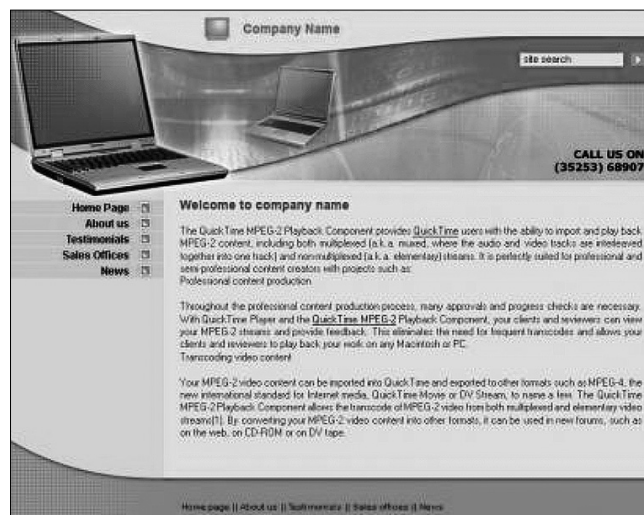 Company Name
site search
CALL US ON
(35253) 68907
Home Page
About us
Testimonials
Sales Offices
News
Welcome to company name
The QuickTime MPEG-2 Playback Component provides QuickTime users with the ability to import and play back
MPEG-2 content, including both multiplexed (a.k.a. muxed, where the audio and video tracks are interleaved
together into one track) and non-multiplexed (a.k.a. elementary) streams. It is perfectly suited for professional and
semi-professional content creators with projects such as:
Professional content production
Throughout the professional content production process, many approvals and progress checks are necessary.
With QuickTime Player and the QuickTime MPEG-2 Playback Component, your clients and reviewers can view
your MPEG-2 streams and provide feedback. This eliminates the need for frequent transcodes and allows your
clients and reviewers to play back your work on any Macintosh or PC.
Transcoding video content
Your MPEG-2 video content can be imported into QuickTime and exported to other formats such as MPEG-4, the
new international standard for Internet media, QuickTime Movie or DV Stream, to name a few. The QuickTime
MPEG-2 Playback Component allows the transcode of MPEG-2 video from both multiplexed and elementary video
streams(1). By converting your MPEG-2 video content into other formats, it can be used in new forums, such as
on the web, on CD-ROM or on DV tape.
Home page || About us || Testimonials || Sales offices || News